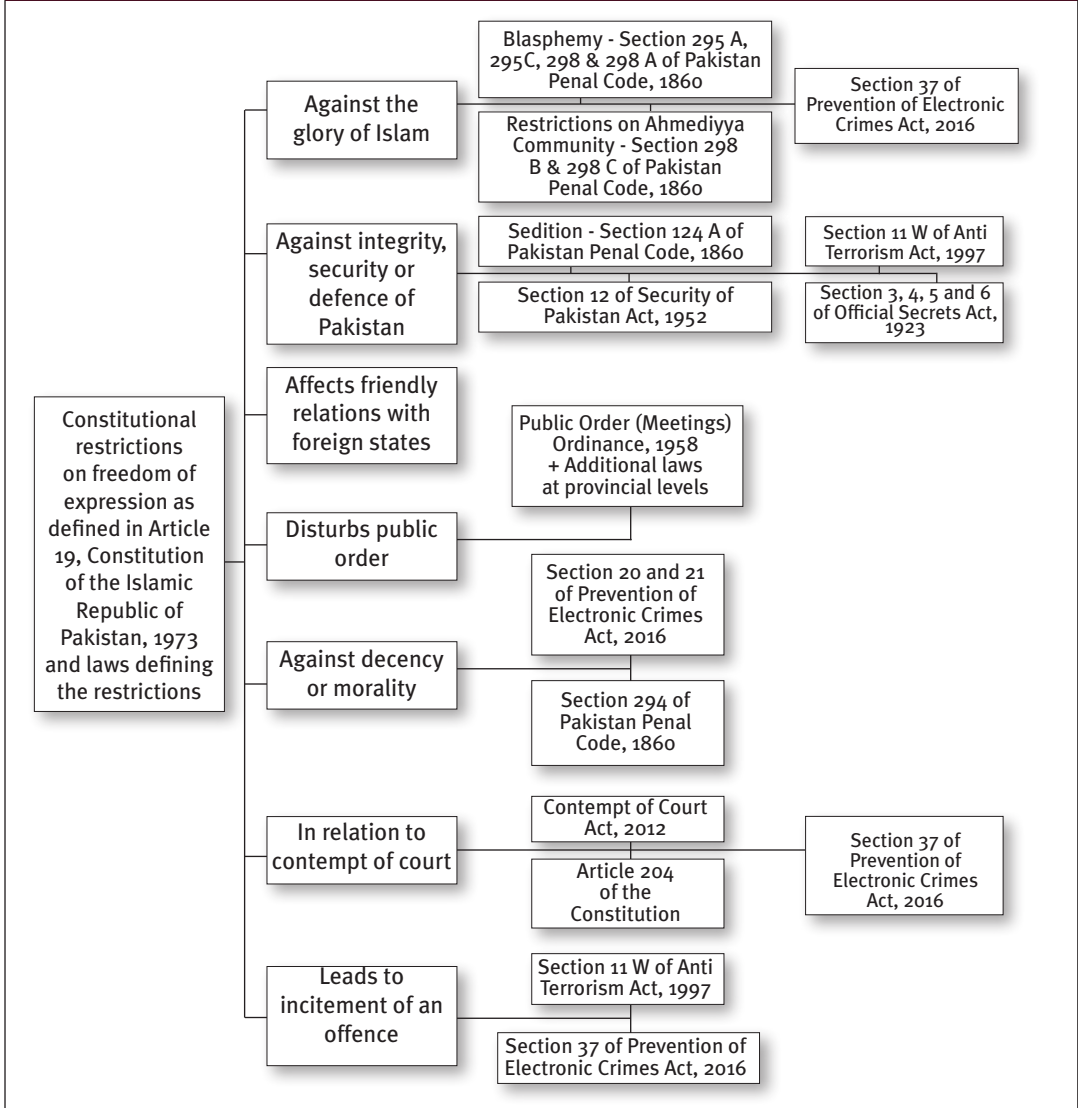 Constitutional
restrictions
on freedom of
expression as
defined in Article
19, Constitution
of the Islamic
Republic of
Pakistan, 1973
and laws defining
the restrictions
Against the
glory of Islam
Blasphemy - Section 295 A,
295C, 298 & 298 A of Pakistan
Penal Code, 1860
Restrictions on Ahmediyya
Community - Section 298
B & 298 C of Pakistan
Penal Code, 1860
Section 37 of
Prevention of Electronic
Crimes Act, 2016
Against integrity,
security or
defence of
Pakistan
Sedition - Section 124 A of
Pakistan Penal Code, 1860
Section 12 of Security of
Pakistan Act, 1952
Section 11 W of Anti
Terrorism Act, 1997
Section 3, 4, 5 and 6
of Official Secrets Act,
1923
Affects friendly
relations with
foreign states
Disturbs public
order
Public Order (Meetings)
Ordinance, 1958
+ Additional laws
at provincial levels
Against decency
or morality
Section 20 and 21
of Prevention of
Electronic Crimes
Act, 2016
Section 294 of
Pakistan Penal
Code, 1860
In relation to
contempt of court
Contempt of Court
Act, 2012
Article 204
of the
Constitution
Section 37 of
Prevention of
Electronic Crimes
Act, 2016
Leads to
incitement of an
offence
Section 11 W of Anti
Terrorism Act, 1997
Section 37 of Prevention of
Electronic Crimes Act, 2016